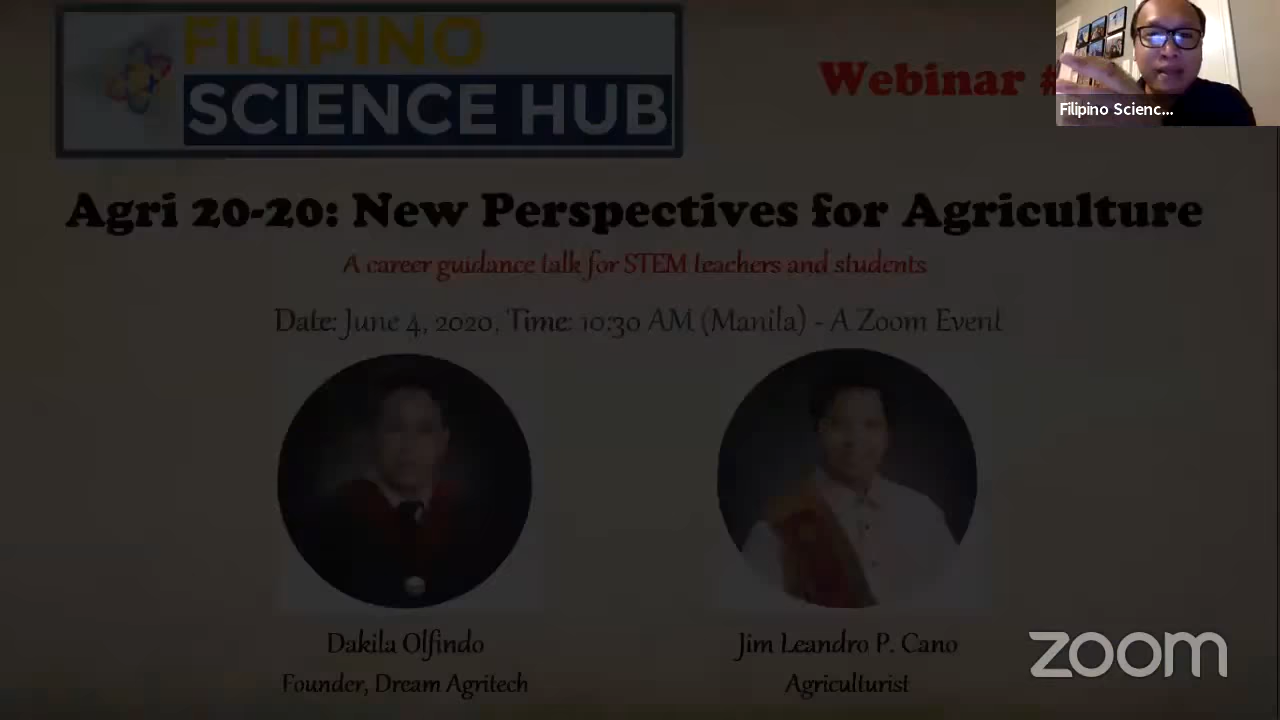 FILIPINO
SCIENCE HUB
Webinar #
Filipino Scienc...
Agri 20-20: New Perspectives for Agriculture
A career guidance talk for STEM teachers and students
Date: June 4, 2020, Time: 10:30 AM (Manila) - A Zoom Event
Dakila Olfindo
Founder, Dream Agritech
Jim Leandro P. Cano
Agriculturist
zoom